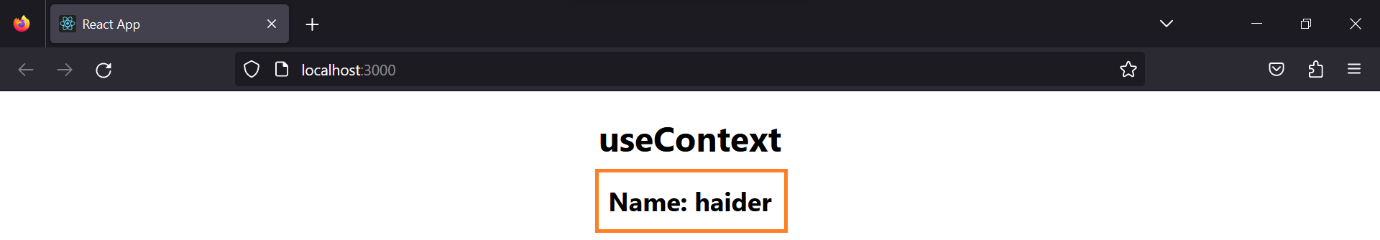 React App
localhost:3000
useContext
Name: haider